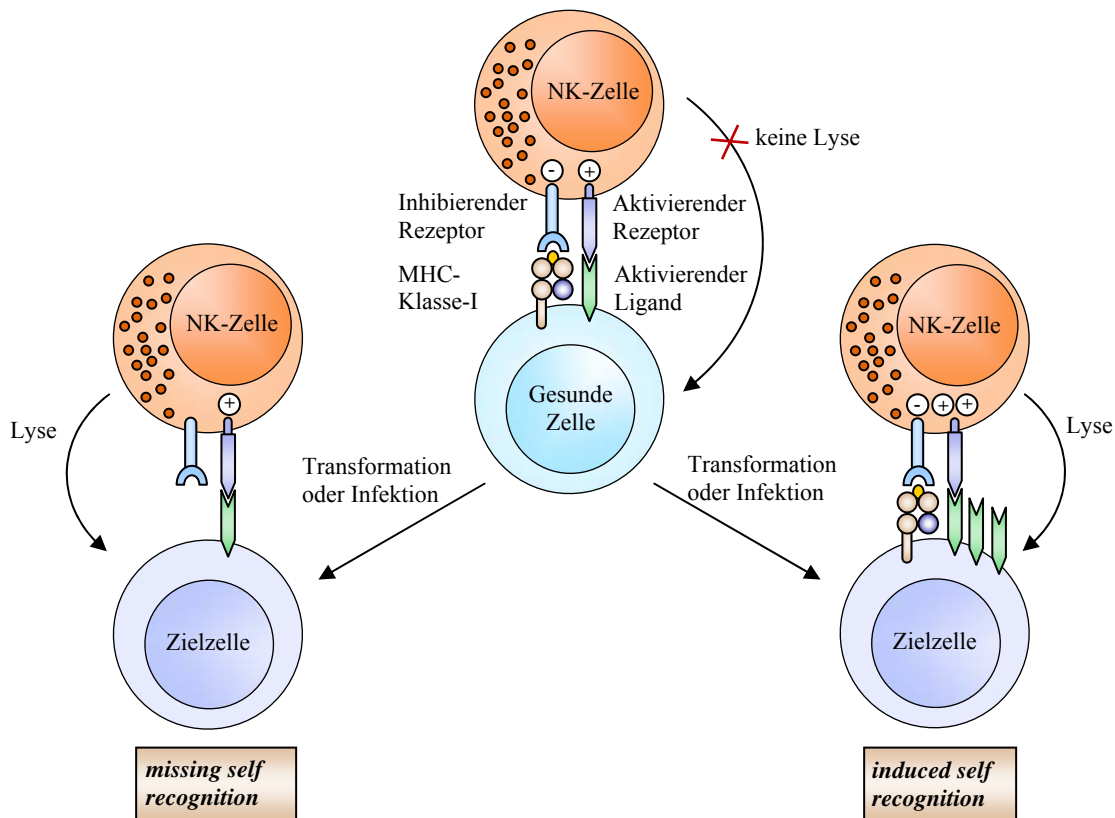 NK-Zelle
keine Lyse
-
+
Inhibierender
Rezeptor
Aktivierender
Rezeptor
MHC-
Klasse-I
Aktivierender
Ligand
Gesunde
Zelle
NK-Zelle
+
Lyse
Transformation
oder Infektion
Zielzelle
missing self
recognition
NK-Zelle
-
+
+
Lyse
Transformation
oder Infektion
Zielzelle
induced self
recognition